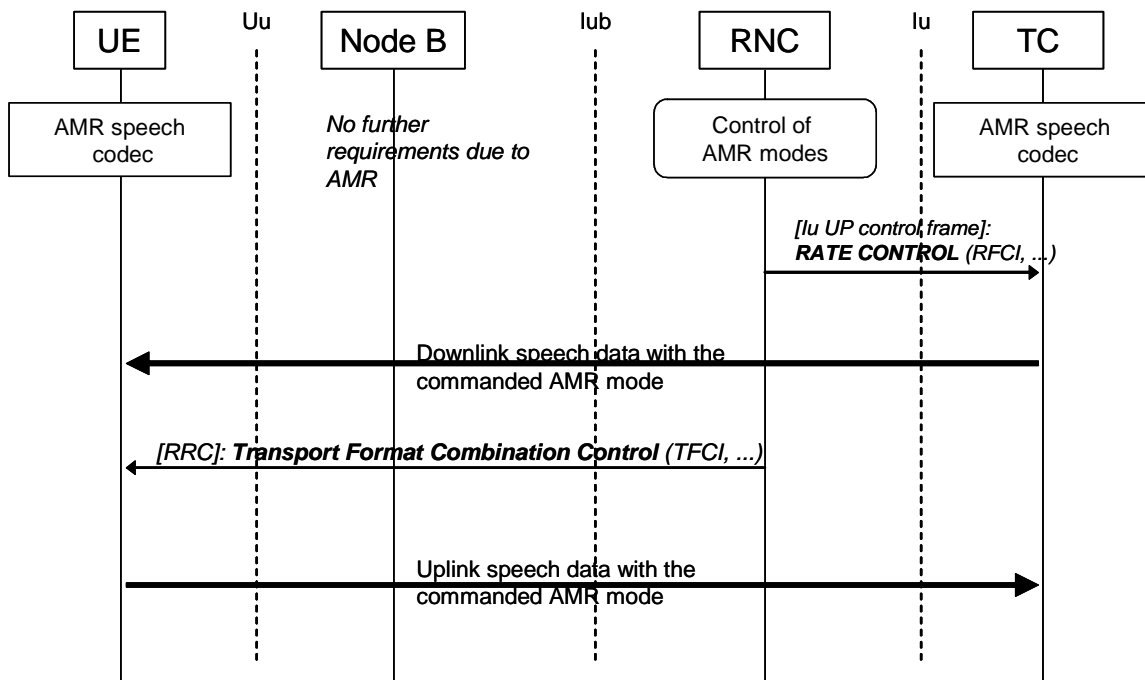 Uu
Iub
Iu
UE
Node B
RNC
TC
AMR speech
codec
No further
requirements due to
AMR
Control of
AMR modes
AMR speech
codec
[Iu UP control frame]:
RATE CONTROL (RFCI, ...)
Downlink speech data with the
commanded AMR mode
[RRC]: Transport Format Combination Control (TFCI, ...)
Uplink speech data with the
commanded AMR mode